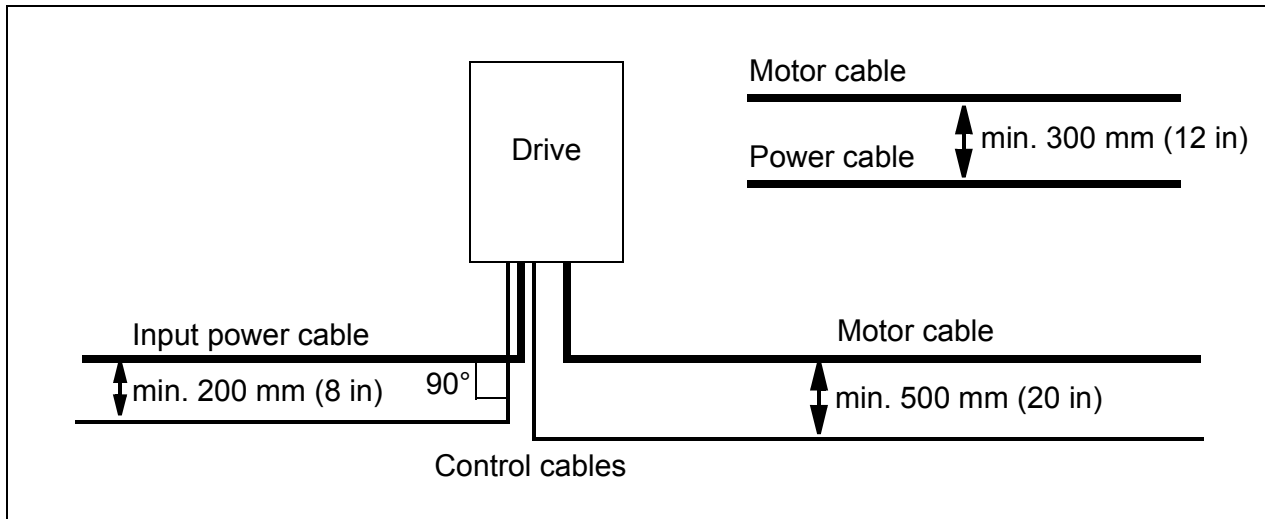 Motor cable
Drive
min. 300 mm (12 in)
Power cable
Input power cable
Motor cable
min. 200 mm (8 in)
90°
min. 500 mm (20 in)
Control cables